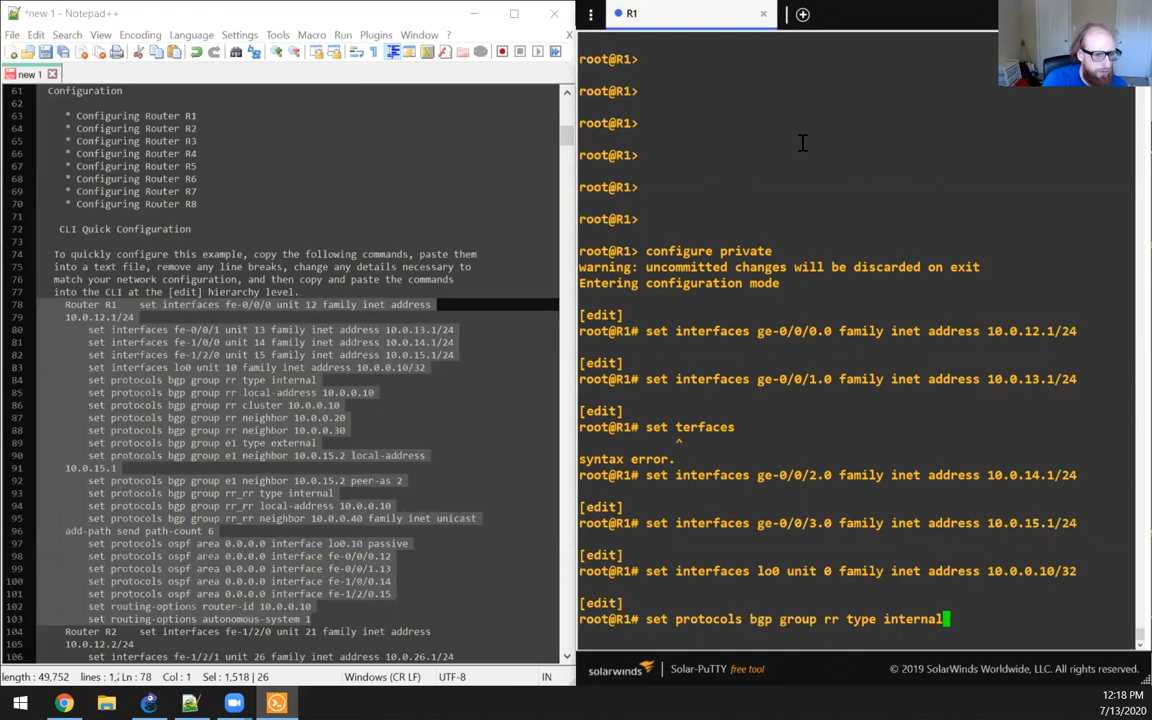 *new 1 - Notepad++
File Edit Search View Encoding Language Settings Tools Macro Run Plugins Window ? X
new 1
61 Configuration
62
63 * Configuring Router R1
64 * Configuring Router R2
65 * Configuring Router R3
66 * Configuring Router R4
67 * Configuring Router R5
68 * Configuring Router R6
69 * Configuring Router R7
70 * Configuring Router R8
71
72 CLI Quick Configuration
73
74 To quickly configure this example, copy the following commands, paste them
75 into a text file, remove any line breaks, change any details necessary to
76 match your network configuration, and then copy and paste the commands
77 into the CLI at the [edit] hierarchy level.
78 Router R1 set interfaces fe-0/0/0 unit 12 family inet address
79 10.0.12.1/24
80 set interfaces fe-0/0/1 unit 13 family inet address 10.0.13.1/24
81 set interfaces fe-1/0/0 unit 14 family inet address 10.0.14.1/24
82 set interfaces fe-1/2/0 unit 15 family inet address 10.0.15.1/24
83 set interfaces lo0 unit 10 family inet address 10.0.0.10/32
84 set protocols bgp group rr type internal
85 set protocols bgp group rr local-address 10.0.0.10
86 set protocols bgp group rr cluster 10.0.0.10
87 set protocols bgp group rr neighbor 10.0.0.20
88 set protocols bgp group rr neighbor 10.0.0.30
89 set protocols bgp group e1 type external
90 set protocols bgp group e1 neighbor 10.0.15.2 local-address
91 10.0.15.1
92 set protocols bgp group e1 neighbor 10.0.15.2 peer-as 2
93 set protocols bgp group rr_rr type internal
94 set protocols bgp group rr_rr local-address 10.0.0.10
95 set protocols bgp group rr_rr neighbor 10.0.0.40 family inet unicast
96 add-path send path-count 6
97 set protocols ospf area 0.0.0.0 interface lo0.10 passive
98 set protocols ospf area 0.0.0.0 interface fe-0/0/0.12
99 set protocols ospf area 0.0.0.0 interface fe-0/0/1.13
100 set protocols ospf area 0.0.0.0 interface fe-1/0/0.14
101 set protocols ospf area 0.0.0.0 interface fe-1/2/0.15
102 set routing-options router-id 10.0.0.10
103 set routing-options autonomous-system 1
104 Router R2 set interfaces fe-1/2/0 unit 21 family inet address
105 10.0.12.2/24
106 set interfaces fe-1/2/1 unit 26 family inet address 10.0.26.1/24
length : 49,752 lines : 1, Ln : 78 Col : 1 Sel : 1,518 | 26 Windows (CR LF) UTF-8 IN
R1
root@R1>
root@R1>
root@R1>
root@R1>
root@R1>
root@R1>
root@R1> configure private
warning: uncommitted changes will be discarded on exit
Entering configuration mode
[edit]
root@R1# set interfaces ge-0/0/0.0 family inet address 10.0.12.1/24
[edit]
root@R1# set interfaces ge-0/0/1.0 family inet address 10.0.13.1/24
[edit]
root@R1# set terfaces
^
syntax error.
root@R1# set interfaces ge-0/0/2.0 family inet address 10.0.14.1/24
[edit]
root@R1# set interfaces ge-0/0/3.0 family inet address 10.0.15.1/24
[edit]
root@R1# set interfaces lo0 unit 0 family inet address 10.0.0.10/32
[edit]
root@R1# set protocols bgp group rr type internal
solarwinds Solar-PuTTY free tool © 2019 SolarWinds Worldwide, LLC. All rights reserved.
12:18 PM
7/13/2020